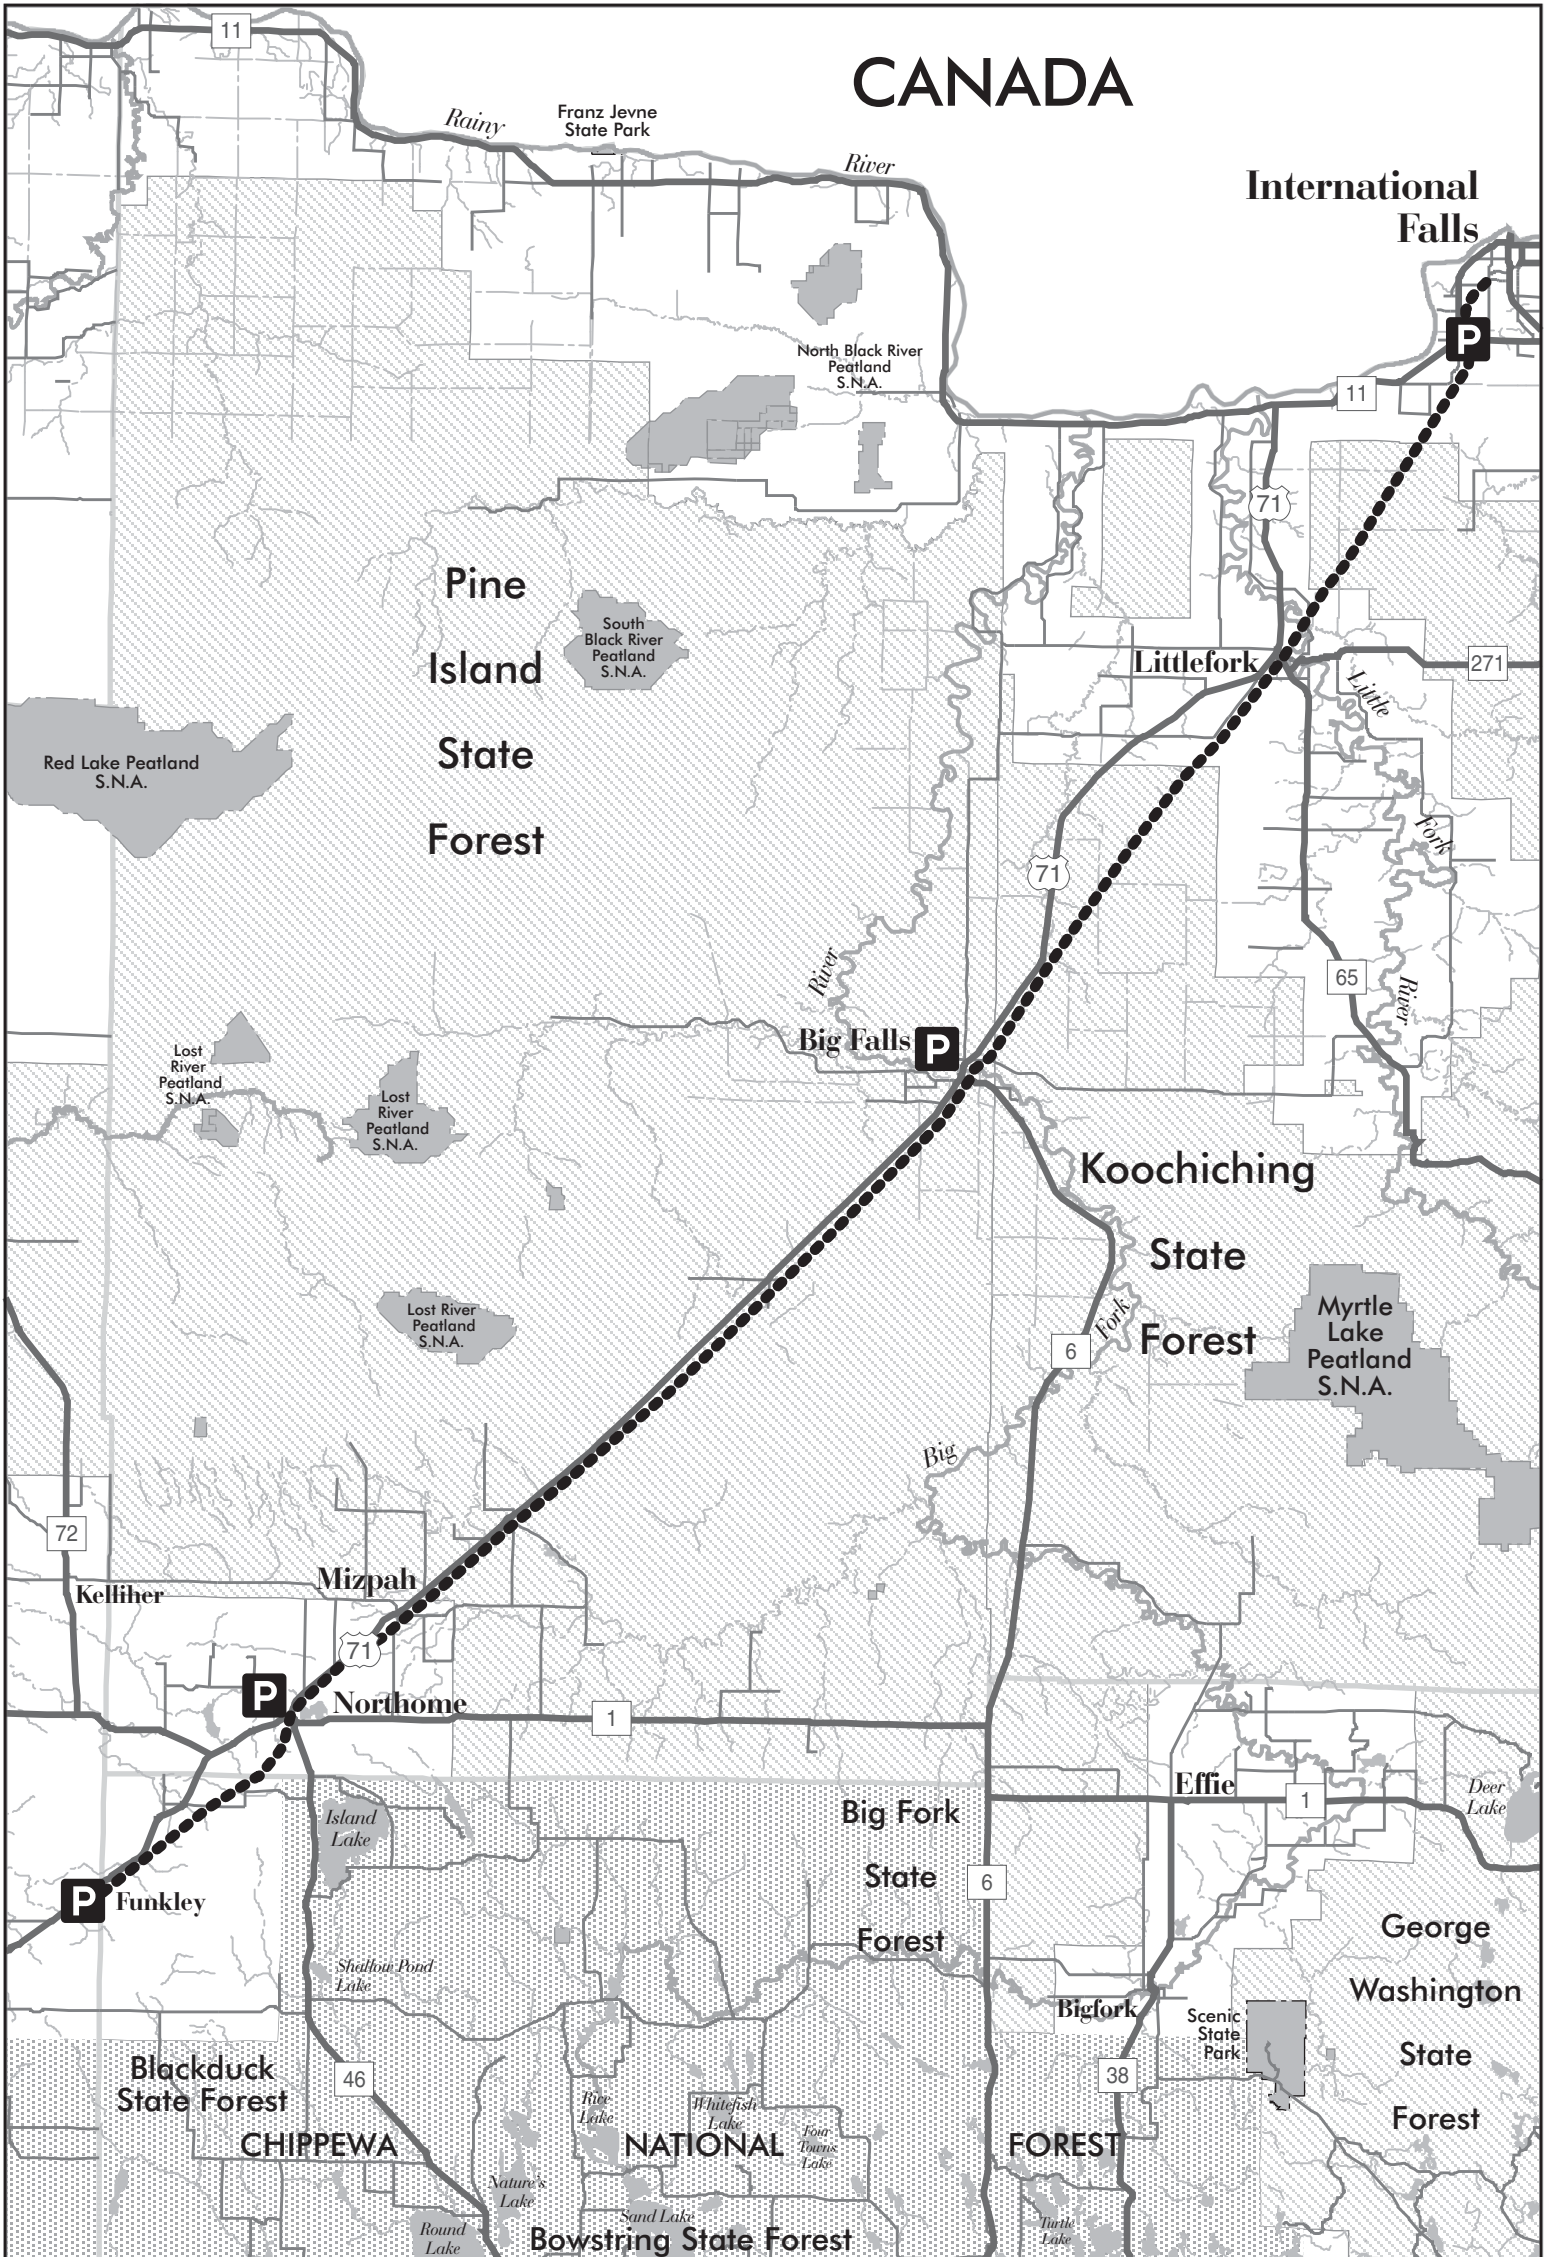 11
CANADA
Rainy
Franz Jevne
State Park
River
International
Falls
P
North Black River
Peatland
S.N.A.
11
71
Pine
Island
State
Forest
South
Black River
Peatland
S.N.A.
Littlefork
271
Little
Fork
River
Red Lake Peatland
S.N.A.
71
65
River
Big Falls
P
Lost
River
Peatland
S.N.A.
Lost
River
Peatland
S.N.A.
Koochiching
State
Forest
Lost River
Peatland
S.N.A.
Myrtle
Lake
Peatland
S.N.A.
Fork
6
Big
72
Kelliher
Mizpah
71
P
Northome
1
Effie
1
Deer
Lake
Island
Lake
Big Fork
State
Forest
6
P
Funkley
George
Washington
State
Forest
Shallow Pond
Lake
Bigfork
Scenic
State
Park
Blackduck
State Forest
46
38
Rice
Lake
Whitefish
Lake
Four
Towns
Lake
CHIPPEWA
NATIONAL
FOREST
Nature's
Lake
Sand Lake
Turtle
Lake
Round
Lake
Bowstring State Forest